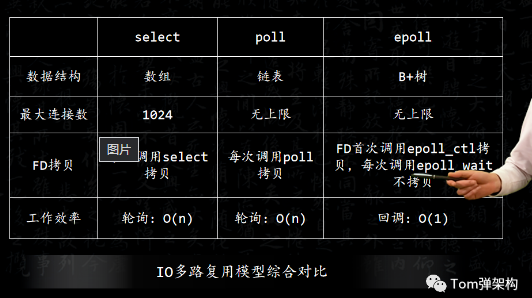 select poll epoll
数据结构 数组 链表 B+树
最大连接数 1024 无上限 无上限
FD拷贝 图片 调用select 每次调用poll FD首次调用epoll_ctl拷
拷贝 拷贝 贝，每次调用epoll_wait
不拷贝
工作效率 轮询：O(n) 轮询：O(n) 回调：O(1)
IO多路复用模型综合对比
Tom弹架构